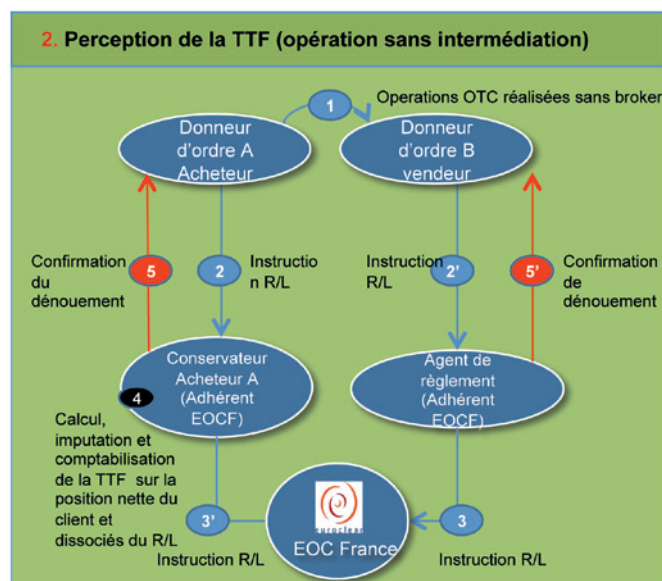 2. Perception de la TTF (opération sans intermédiation)
1
Operations OTC réalisées sans broker
Donneur
d'ordre A
Acheteur
Donneur
d'ordre B
vendeur
Confirmation
du
dénouement
5
2
Instructio
n R/L
Instruction
R/L
2'
5'
Confirmation
de
dénouement
Conservateur
Acheteur A
(Adhérent
EOCF)
Agent de
règlement
(Adhérent
EOCF)
4
Calcul,
imputation et
comptabilisation
de la TTF sur la
position nette du
client et
dissociés du R/L
3'
Instruction R/L
euroclear
EOC France
3
Instruction R/L